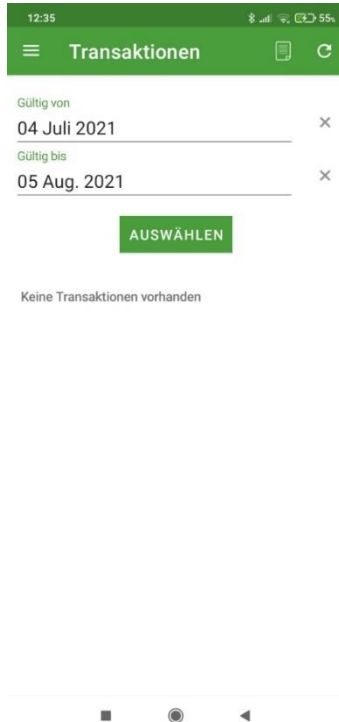 12:35
55%
Transaktionen
Gültig von
04 Juli 2021
Gültig bis
05 Aug. 2021
AUSWÄHLEN
Keine Transaktionen vorhanden